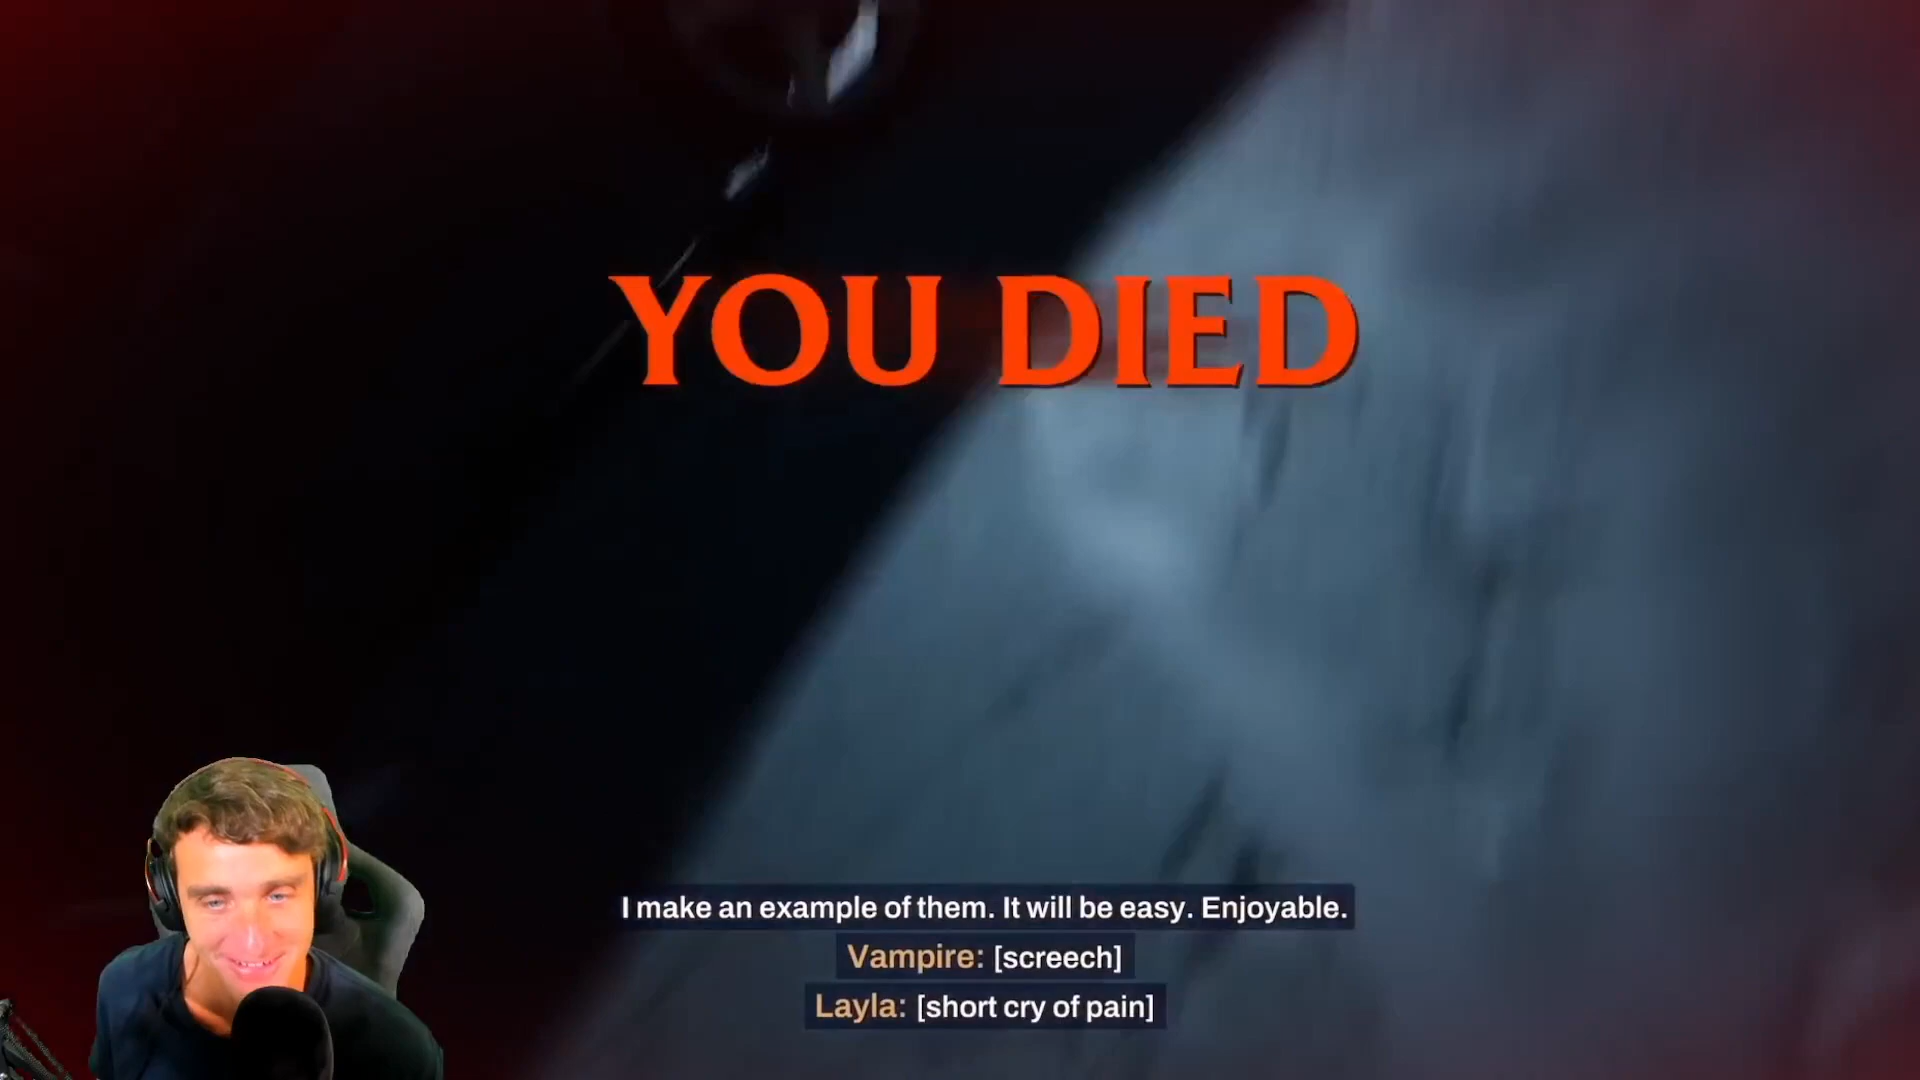 YOU DIED
I make an example of them. It will be easy. Enjoyable.
Vampire: [screech]
Layla: [short cry of pain]